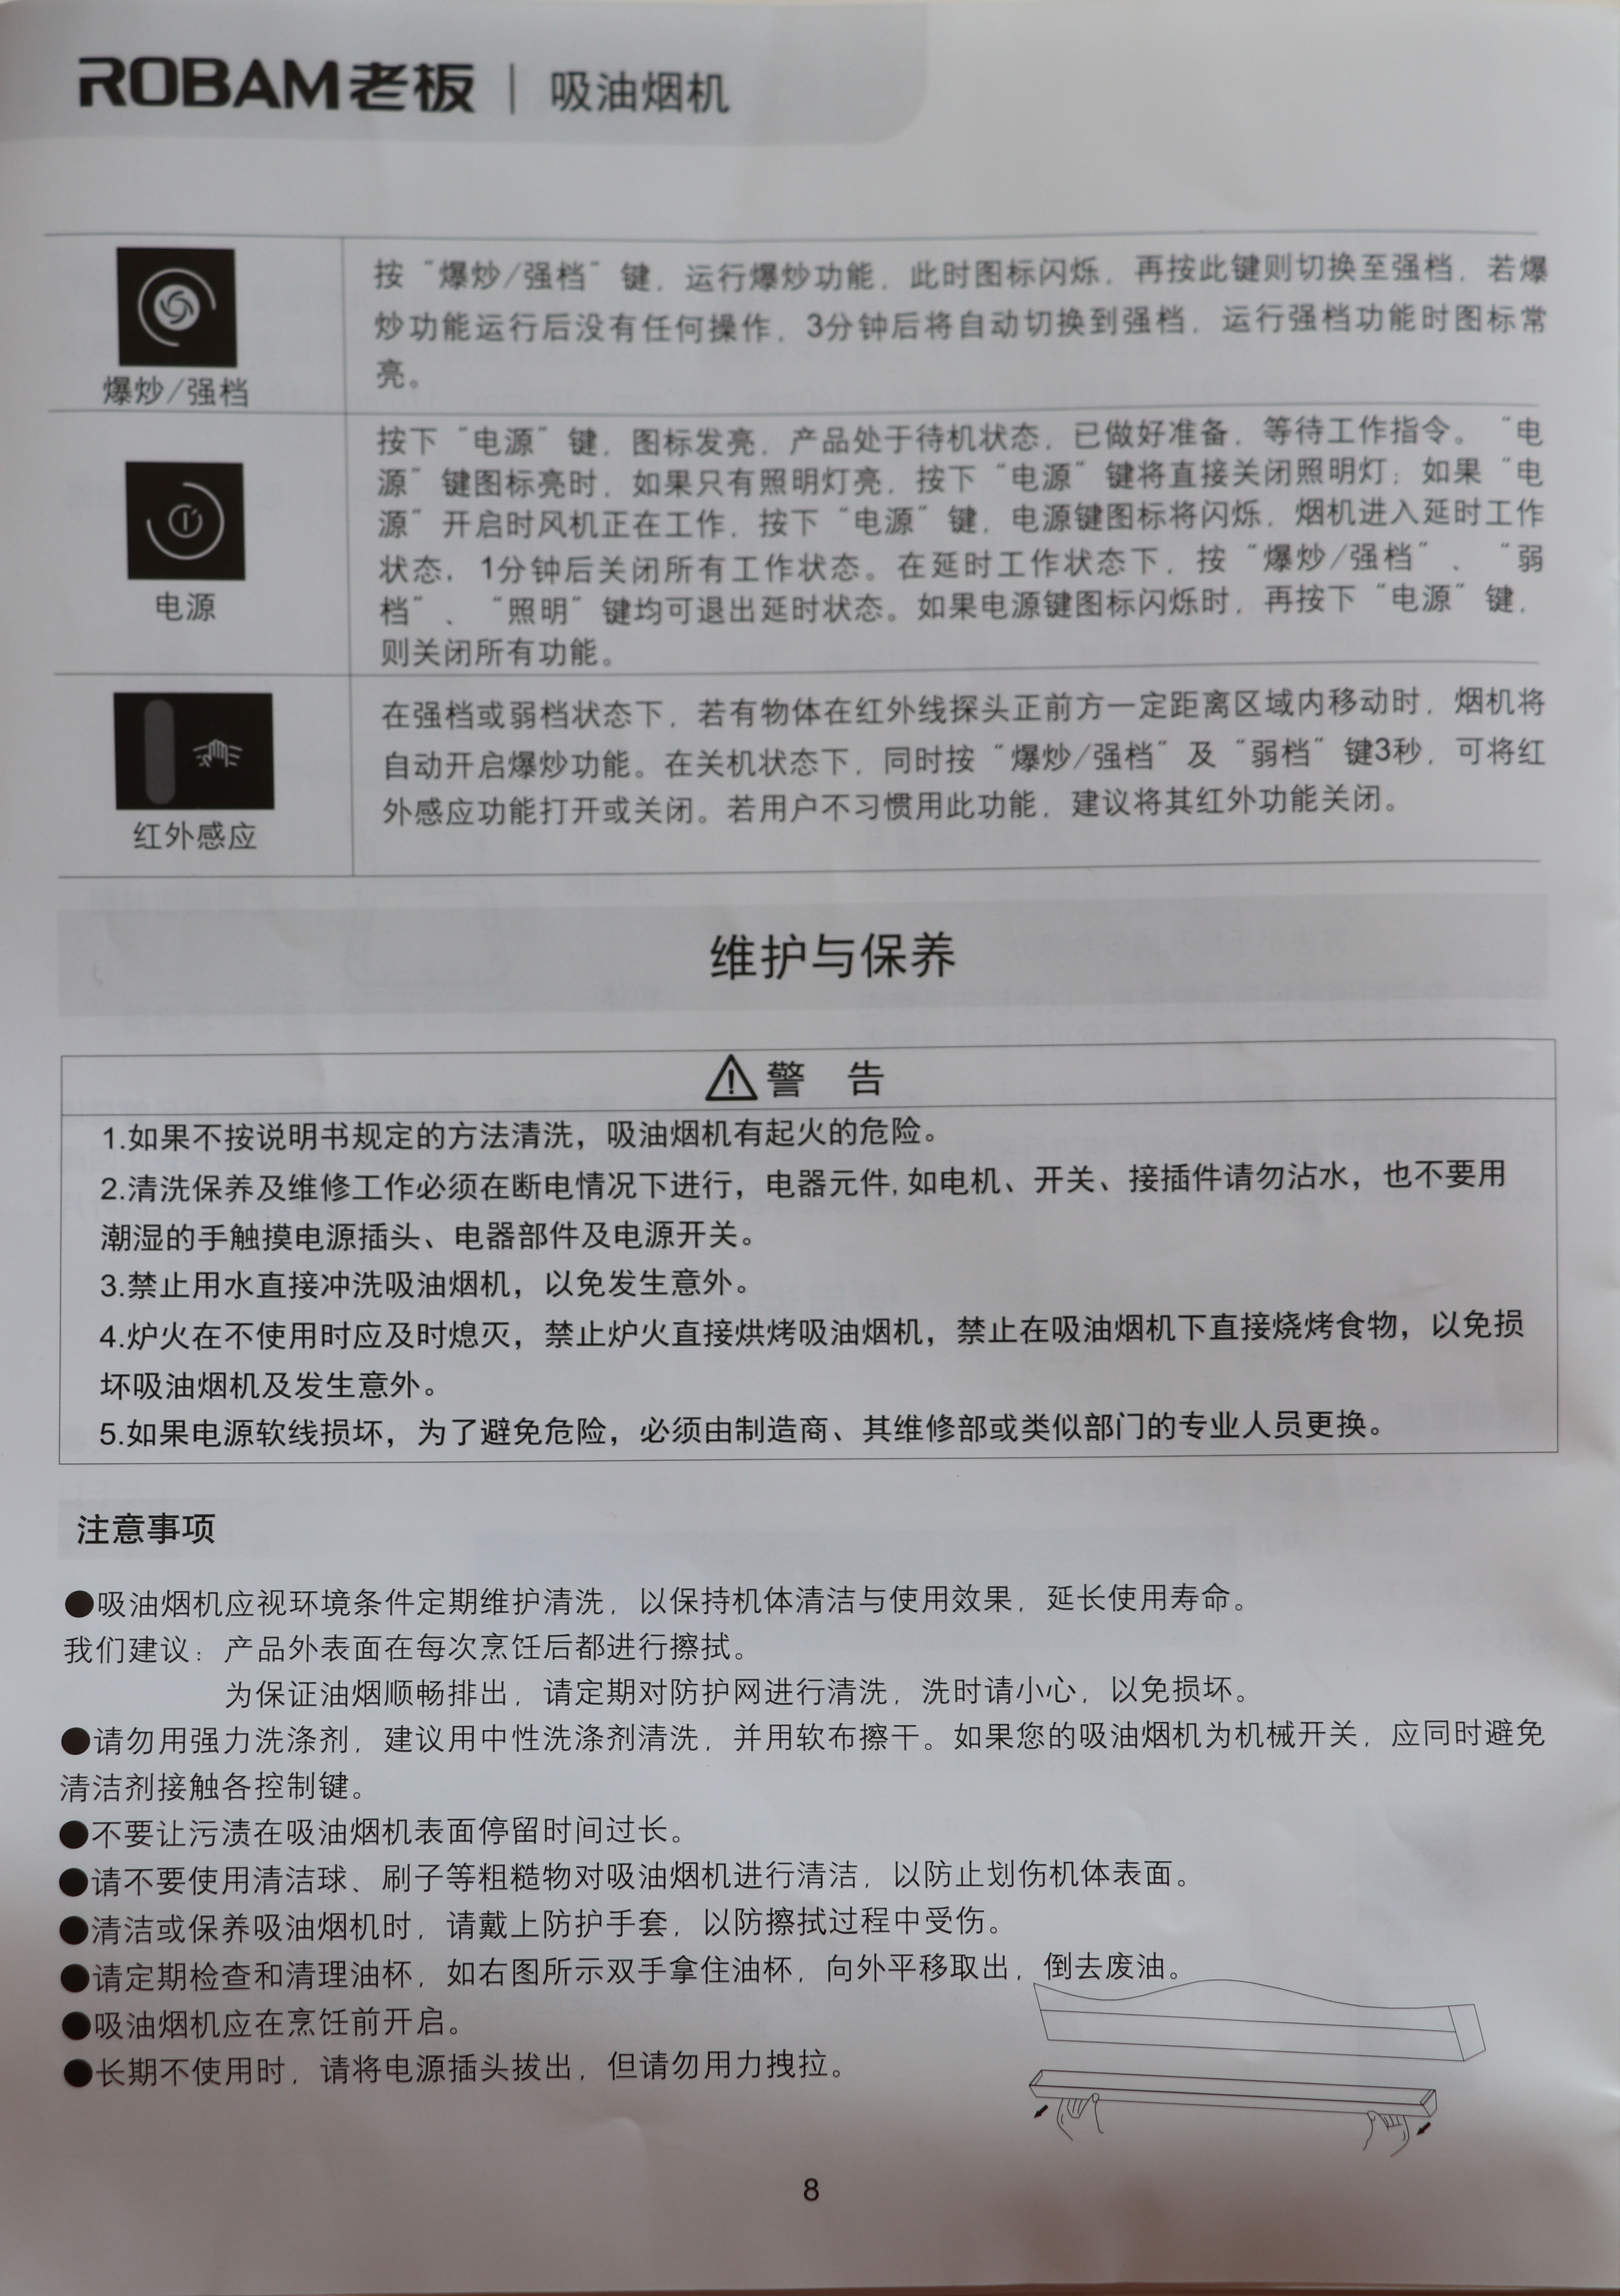 ROBAM老板 | 吸油烟机
爆炒/强档
按“爆炒/强档”键，运行爆炒功能，此时图标闪烁，再按此键则切换至强档，若爆
炒功能运行后没有任何操作，3分钟后将自动切换到强档，运行强档功能时图标常
亮。
电源
按下“电源”键，图标发亮，产品处于待机状态，已做好准备，等待工作指令。“电
源”键图标亮时，如果只有照明灯亮，按下“电源”键将直接关闭照明灯；如果“电
源”开启时风机正在工作，按下“电源”键，电源键图标将闪烁，烟机进入延时工作
状态，1分钟后关闭所有工作状态。在延时工作状态下，按“爆炒/强档”、“弱
档”、“照明”键均可退出延时状态。如果电源键图标闪烁时，再按下“电源”键，
则关闭所有功能。
红外感应
在强档或弱档状态下，若有物体在红外线探头正前方一定距离区域内移动时，烟机将
自动开启爆炒功能。在关机状态下，同时按“爆炒/强档”及“弱档”键3秒，可将红
外感应功能打开或关闭。若用户不习惯用此功能，建议将其红外功能关闭。
维护与保养
警 告
1.如果不按说明书规定的方法清洗，吸油烟机有起火的危险。
2.清洗保养及维修工作必须在断电情况下进行，电器元件,如电机、开关、接插件请勿沾水，也不要用
潮湿的手触摸电源插头、电器部件及电源开关。
3.禁止用水直接冲洗吸油烟机，以免发生意外。
4.炉火在不使用时应及时熄灭，禁止炉火直接烘烤吸油烟机，禁止在吸油烟机下直接烧烤食物，以免损
坏吸油烟机及发生意外。
5.如果电源软线损坏，为了避免危险，必须由制造商、其维修部或类似部门的专业人员更换。
注意事项
●吸油烟机应视环境条件定期维护清洗，以保持机体清洁与使用效果，延长使用寿命。
我们建议：产品外表面在每次烹饪后都进行擦拭。
为保证油烟顺畅排出，请定期对防护网进行清洗，洗时请小心，以免损坏。
●请勿用强力洗涤剂，建议用中性洗涤剂清洗，并用软布擦干。如果您的吸油烟机为机械开关，应同时避免
清洁剂接触各控制键。
●不要让污渍在吸油烟机表面停留时间过长。
●请不要使用清洁球、刷子等粗糙物对吸油烟机进行清洁，以防止划伤机体表面。
●清洁或保养吸油烟机时，请戴上防护手套，以防擦拭过程中受伤。
●请定期检查和清理油杯，如右图所示双手拿住油杯，向外平移取出，倒去废油。
●吸油烟机应在烹饪前开启。
●长期不使用时，请将电源插头拔出，但请勿用力拽拉。
8